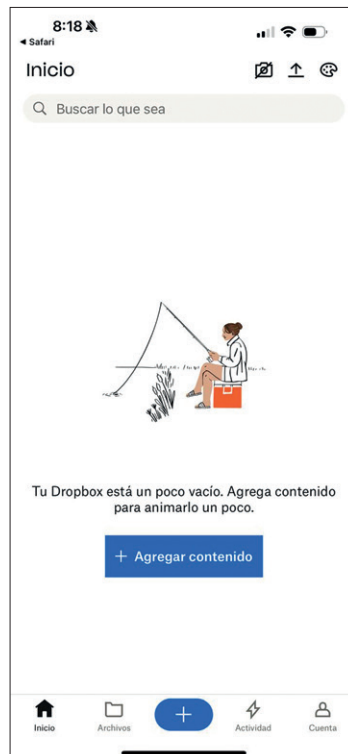 8:18
Safari
Inicio
Buscar lo que sea
Tu Dropbox está un poco vacío. Agrega contenido
para animarlo un poco.
+ Agregar contenido
Inicio Archivos + Actividad Cuenta